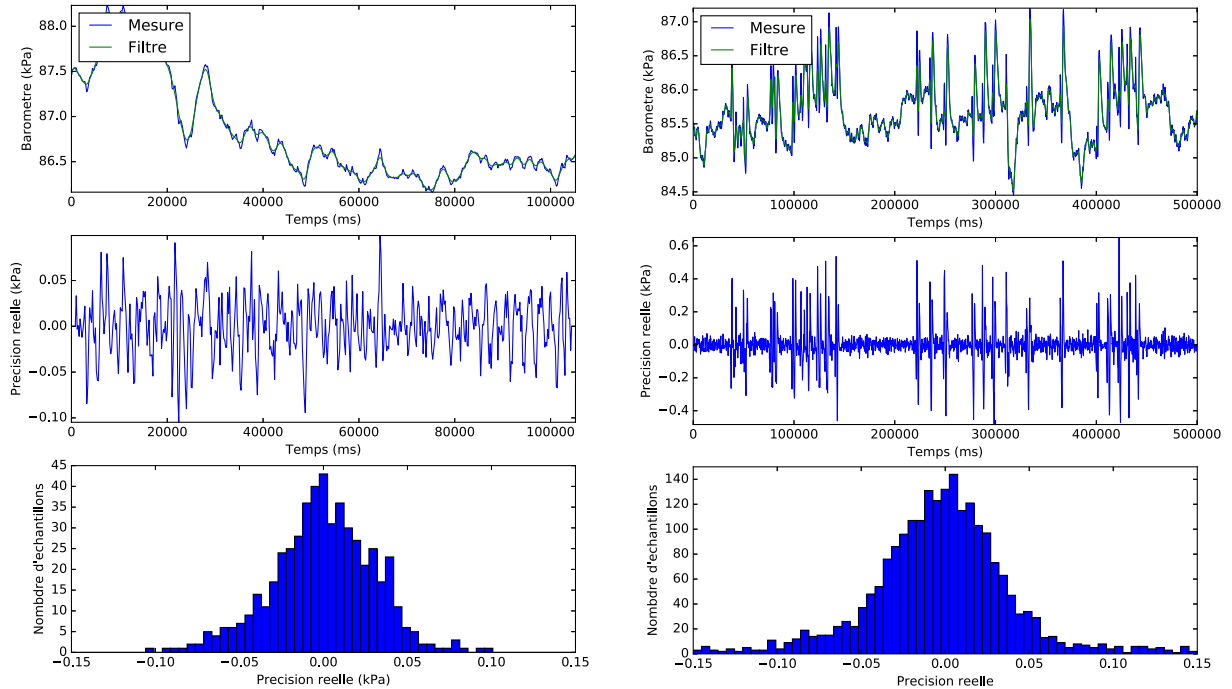 88.0
87.5
87.0
86.5
Barometre (kPa)
Mesure
Filtre
0 20000 40000 60000 80000 100000
Temps (ms)
0.05
0.00
−0.05
−0.10
Precision reelle (kPa)
0 20000 40000 60000 80000 100000
Temps (ms)
45
40
35
30
25
20
15
10
5
0
Nombdre d'echantillons
−0.15 −0.10 −0.05 0.00 0.05 0.10 0.15
Precision reelle (kPa)
87.0
86.5
86.0
85.5
85.0
84.5
Barometre (kPa)
Mesure
Filtre
0 100000 200000 300000 400000 500000
Temps (ms)
0.6
0.4
0.2
0.0
−0.2
−0.4
Precision reelle (kPa)
0 100000 200000 300000 400000 500000
Temps (ms)
140
120
100
80
60
40
20
0
Nombdre d'echantillons
−0.15 −0.10 −0.05 0.00 0.05 0.10 0.15
Precision reelle